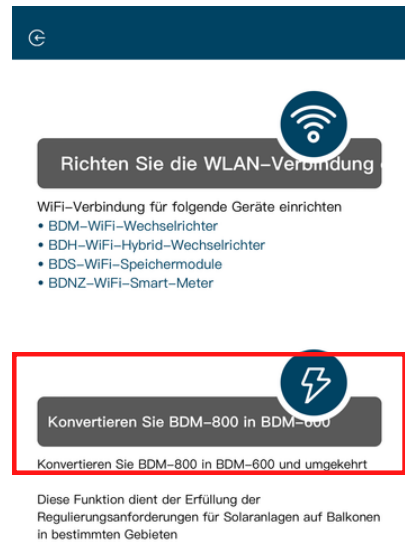 Richten Sie die WLAN-Verbindung
WiFi-Verbindung für folgende Geräte einrichten
• BDM-WiFi-Wechselrichter
• BDH-WiFi-Hybrid-Wechselrichter
• BDS-WiFi-Speichermodule
• BDNZ-WiFi-Smart-Meter
Konvertieren Sie BDM-800 in BDM-600
Konvertieren Sie BDM-800 in BDM-600 und umgekehrt
Diese Funktion dient der Erfüllung der
Regulierungsanforderungen für Solaranlagen auf Balkonen
in bestimmten Gebieten